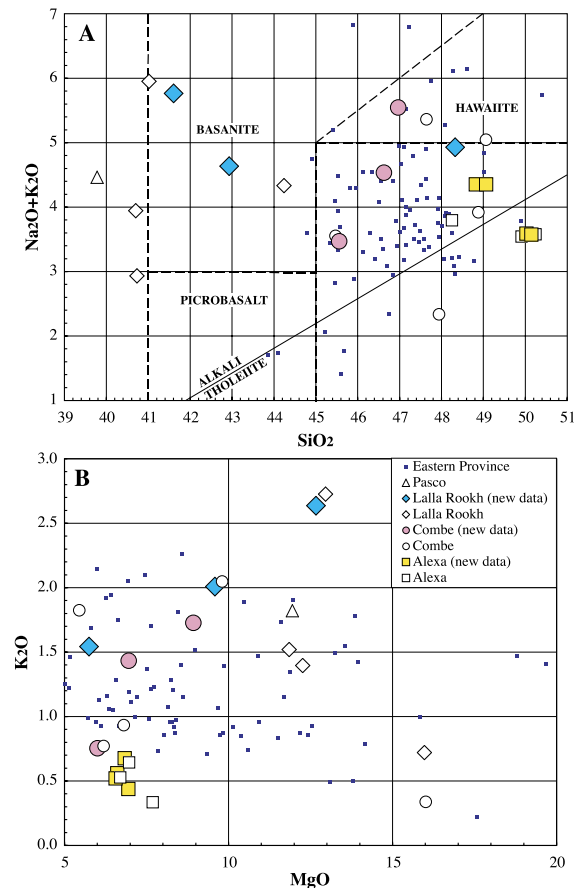 A
7
6
5
4
3
2
1
Na2O+K2O
BASANITE
HAWAIITE
PICROBASALT
ALKALI
THOLEIITE
39 40 41 42 43 44 45 46 47 48 49 50 51
SiO2
B
3.0
2.5
2.0
1.5
1.0
0.5
0.0
K2O
Eastern Province
Pasco
Lalla Rookh (new data)
Lalla Rookh
Combe (new data)
Combe
Alexa (new data)
Alexa
5 10 15 20
MgO